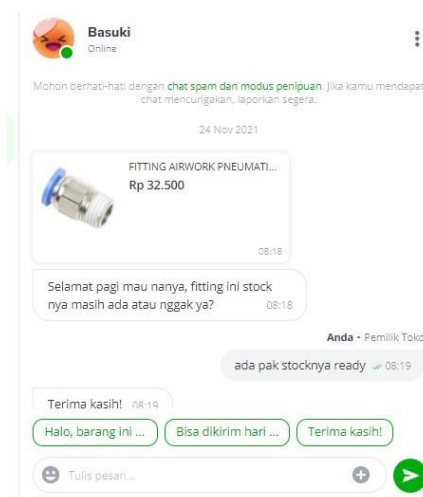 Basuki
Online
Mohon berhati-hati dengan chat spam dan modus penipuan. Jika kamu mendapat
chat mencurigakan, laporkan segera.
24 Nov 2021
FITTING AIRWORK PNEUMATI...
Rp 32.500
08:18
Selamat pagi mau nanya, fitting ini stock
nya masih ada atau nggak ya? 08:18
Anda • Pemilik Toko
ada pak stocknya ready 08:19
Terima kasih! 08:19
Halo, barang ini ... Bisa dikirim hari ... Terima kasih!
Tulis pesan...